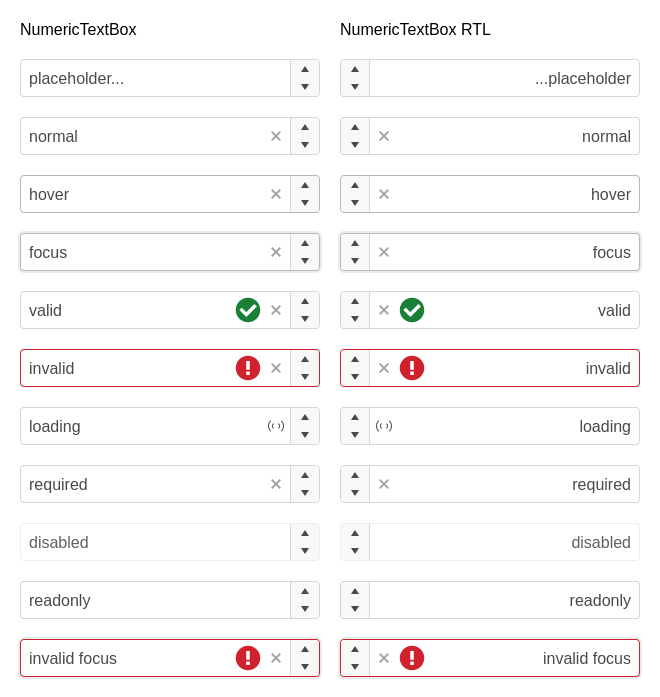 NumericTextBox
placeholder...
normal
hover
focus
valid
invalid
loading
required
disabled
readonly
invalid focus
NumericTextBox RTL
...placeholder
normal
hover
focus
valid
invalid
loading
required
disabled
readonly
invalid focus